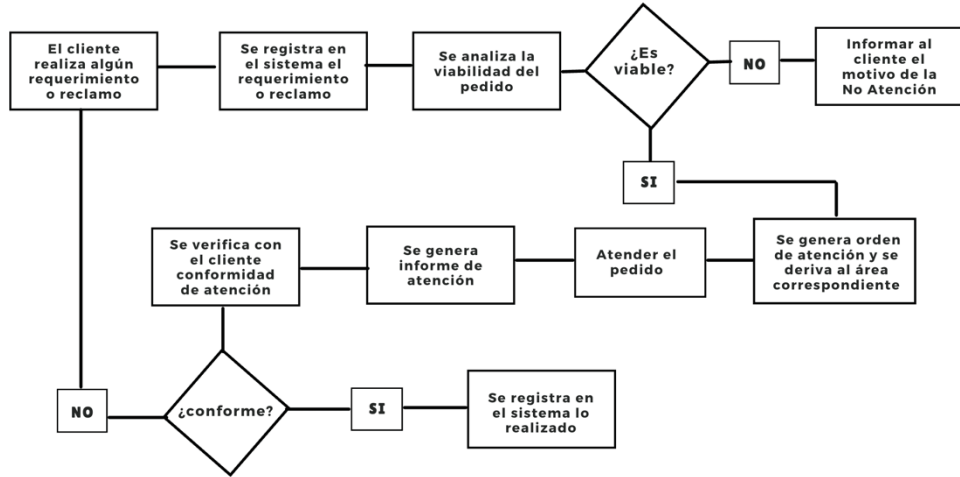 El cliente
realiza algún
requerimiento
o reclamo
Se registra en
el sistema el
requerimiento
o reclamo
Se analiza la
viabilidad del
pedido
¿Es
viable?
NO
Informar al
cliente el
motivo de la
No Atención
SI
Se genera orden
de atención y se
deriva al área
correspondiente
Atender el
pedido
Se genera
informe de
atención
Se verifica con
el cliente
conformidad
de atención
¿conforme?
NO
SI
Se registra en
el sistema lo
realizado